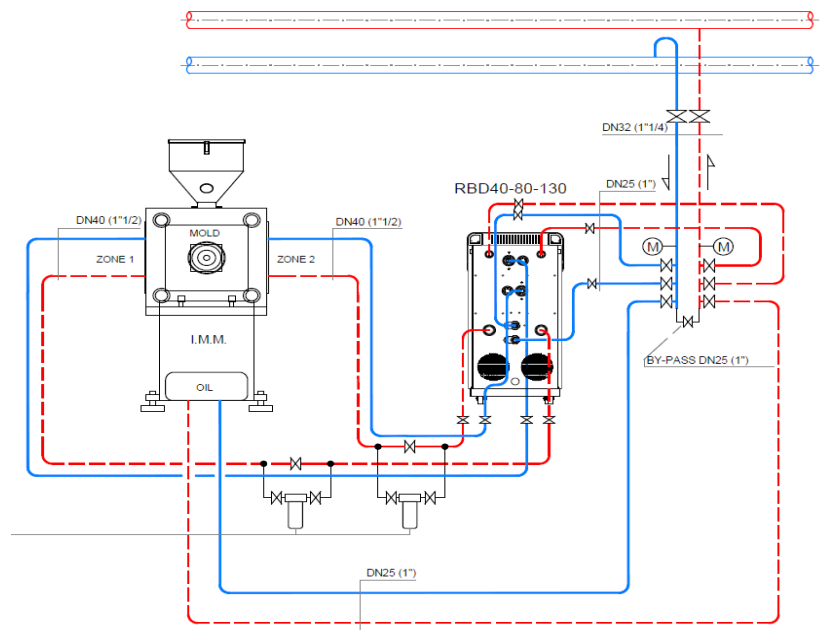 DN32 (1"1/4)
RBD40-80-130
DN25 (1")
DN40 (1"1/2)
DN40 (1"1/2)
MOLD
ZONE 1
ZONE 2
M
M
I.M.M.
OIL
BY-PASS DN25 (1")
DN25 (1")